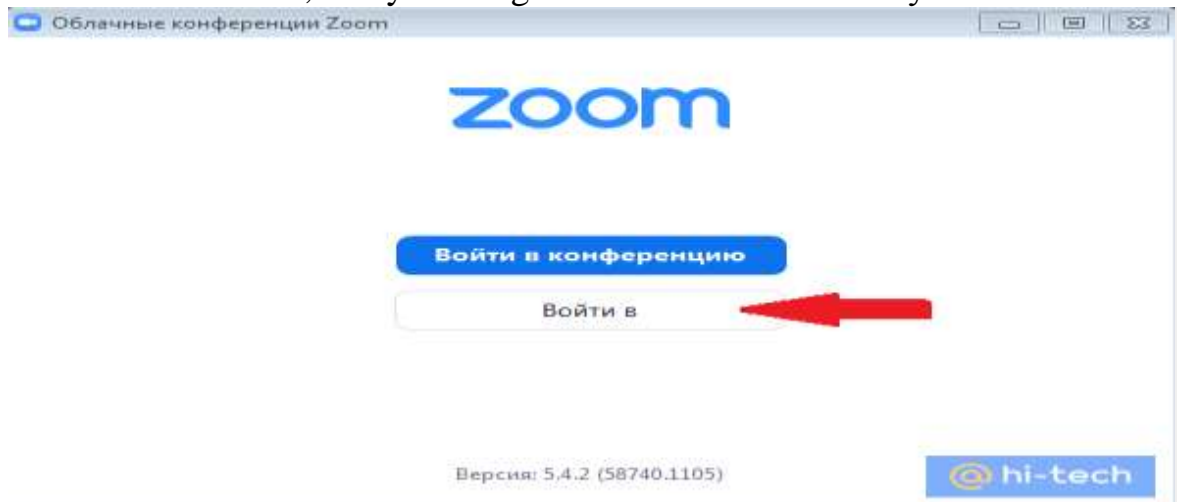 Облачные конференции Zoom
zoom
Войти в конференцию
Войти в
Версия: 5.4.2 (58740.1105)
@ hi-tech